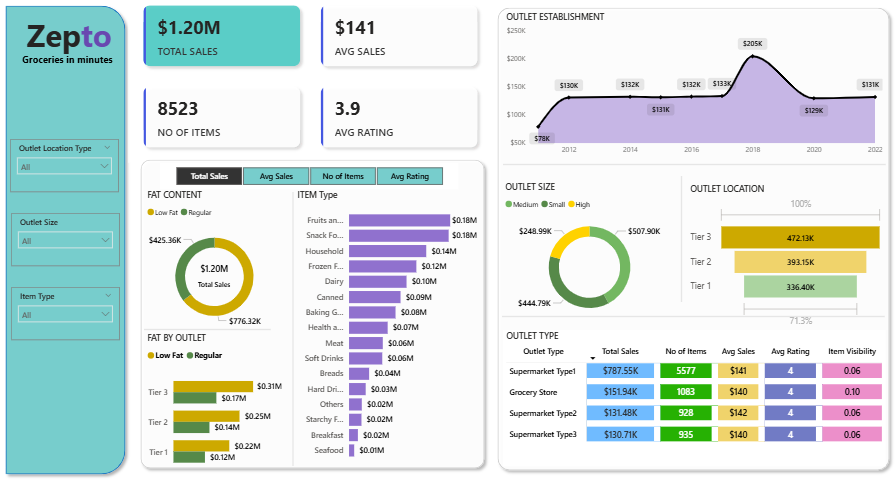 Zepto
Groceries in minutes
Outlet Location Type
All
Outlet Size
All
Item Type
All
$1.20M
TOTAL SALES
$141
AVG SALES
8523
NO OF ITEMS
3.9
AVG RATING
Total Sales
Avg Sales
No of Items
Avg Rating
FAT CONTENT
Low Fat Regular
$425.36K
$1.20M
Total Sales
$776.32K
FAT BY OUTLET
Low Fat Regular
Tier 3 $0.31M
$0.17M
Tier 2 $0.25M
$0.14M
Tier 1 $0.22M
$0.12M
ITEM Type
Fruits an... $0.18M
Snack Fo... $0.18M
Household $0.14M
Frozen F... $0.12M
Dairy $0.10M
Canned $0.09M
Baking G... $0.08M
Health a... $0.07M
Meat $0.06M
Soft Drinks $0.06M
Breads $0.04M
Hard Dri... $0.03M
Others $0.02M
Starchy F... $0.02M
Breakfast $0.02M
Seafood $0.01M
OUTLET ESTABLISHMENT
$250K
$200K
$150K
$100K
$50K
$78K
$130K
$132K
$131K
$132K
$133K
$205K
$129K
$131K
2012 2014 2016 2018 2020 2022
OUTLET SIZE
Medium Small High
$248.99K
$507.90K
$444.79K
OUTLET LOCATION
100%
Tier 3 472.13K
Tier 2 393.15K
Tier 1 336.40K
71.3%
OUTLET TYPE
Outlet Type Total Sales No of Items Avg Sales Avg Rating Item Visibility
Supermarket Type1 $787.55K 5577 $141 4 0.06
Grocery Store $151.94K 1083 $140 4 0.10
Supermarket Type2 $131.48K 928 $142 4 0.06
Supermarket Type3 $130.71K 935 $140 4 0.06